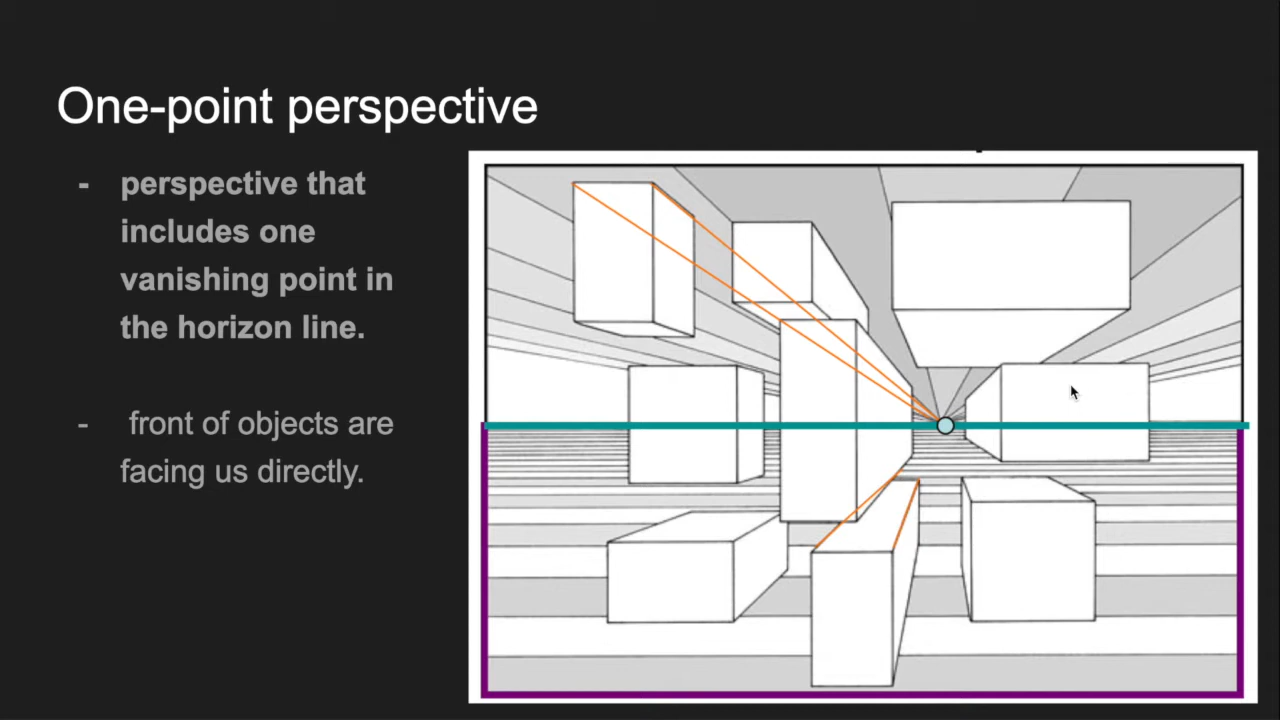 One-point perspective
- perspective that
includes one
vanishing point in
the horizon line.
- front of objects are
facing us directly.